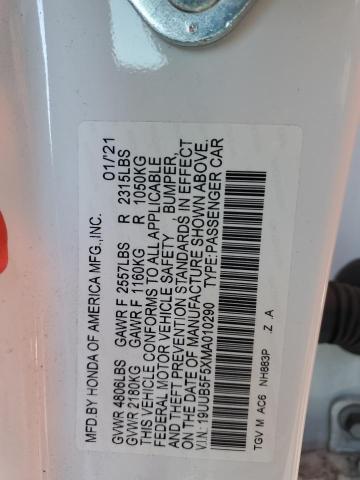 MFD BY HONDA OF AMERICA MFG.,INC. 01/'21
GVWR 4806LBS GAWR F 2557LBS R 2315LBS
GVWR 2180KG GAWR F 1160KG R 1050KG
THIS VEHICLE CONFORMS TO ALL APPLICABLE
FEDERAL MOTOR VEHICLE SAFETY, BUMPER,
AND THEFT PREVENTION STANDARDS IN EFFECT
ON THE DATE OF MANUFACTURE SHOWN ABOVE.
V.I.N.: 19UUB5F5XMA010290 TYPE:PASSENGER CAR
TGV M AC6 NH883P .Z .A